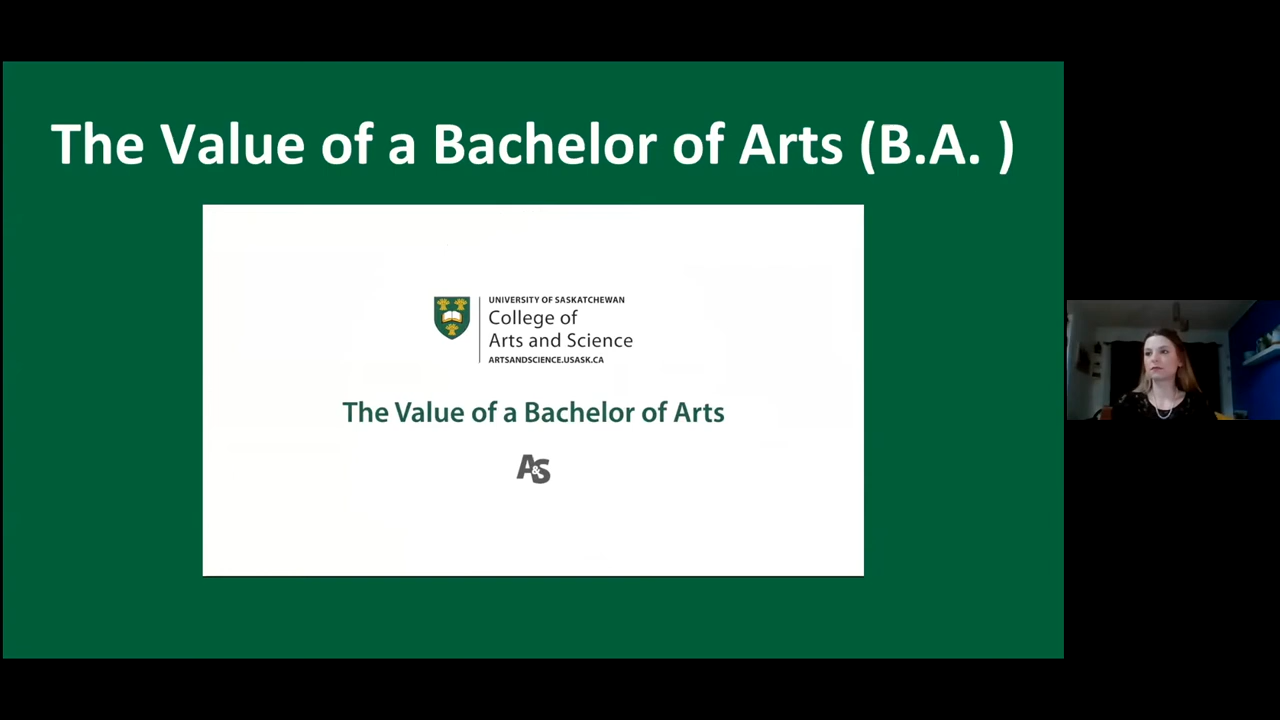 The Value of a Bachelor of Arts (B.A. )
UNIVERSITY OF SASKATCHEWAN
College of
Arts and Science
ARTSANDSCIENCE.USASK.CA
The Value of a Bachelor of Arts
A&S